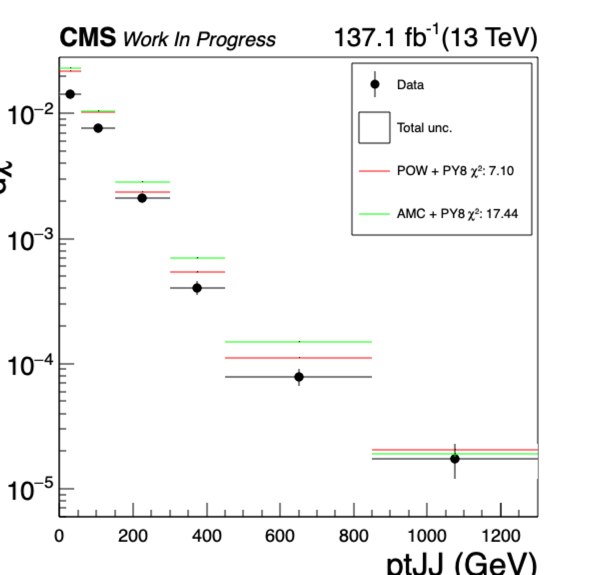 CMS Work In Progress 137.1 fb⁻¹(13 TeV)
Data
Total unc.
POW + PY8 χ²: 7.10
AMC + PY8 χ²: 17.44
10⁻²
10⁻³
10⁻⁴
10⁻⁵
0 200 400 600 800 1000 1200
ptJJ (GeV)